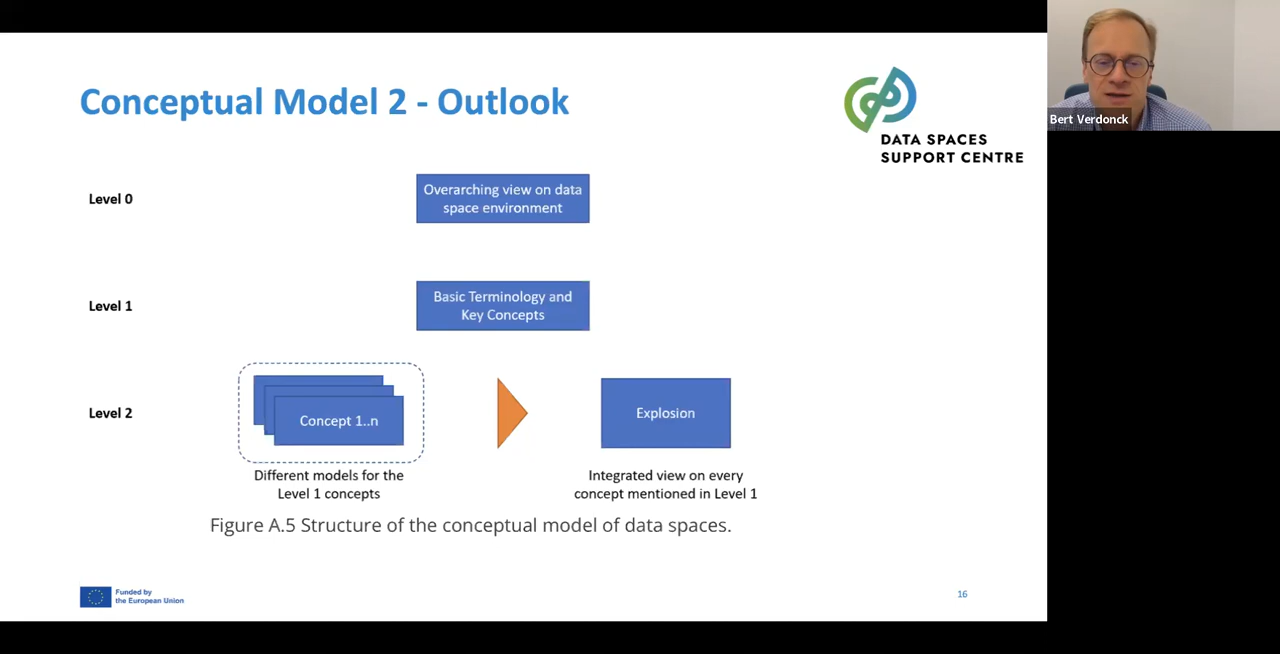 Conceptual Model 2 - Outlook
DATA SPACES
SUPPORT CENTRE
Bert Verdonck
Level 0
Overarching view on data
space environment
Level 1
Basic Terminology and
Key Concepts
Level 2
Concept 1..n
Explosion
Different models for the
Level 1 concepts
Integrated view on every
concept mentioned in Level 1
Figure A.5 Structure of the conceptual model of data spaces.
Funded by
the European Union
16